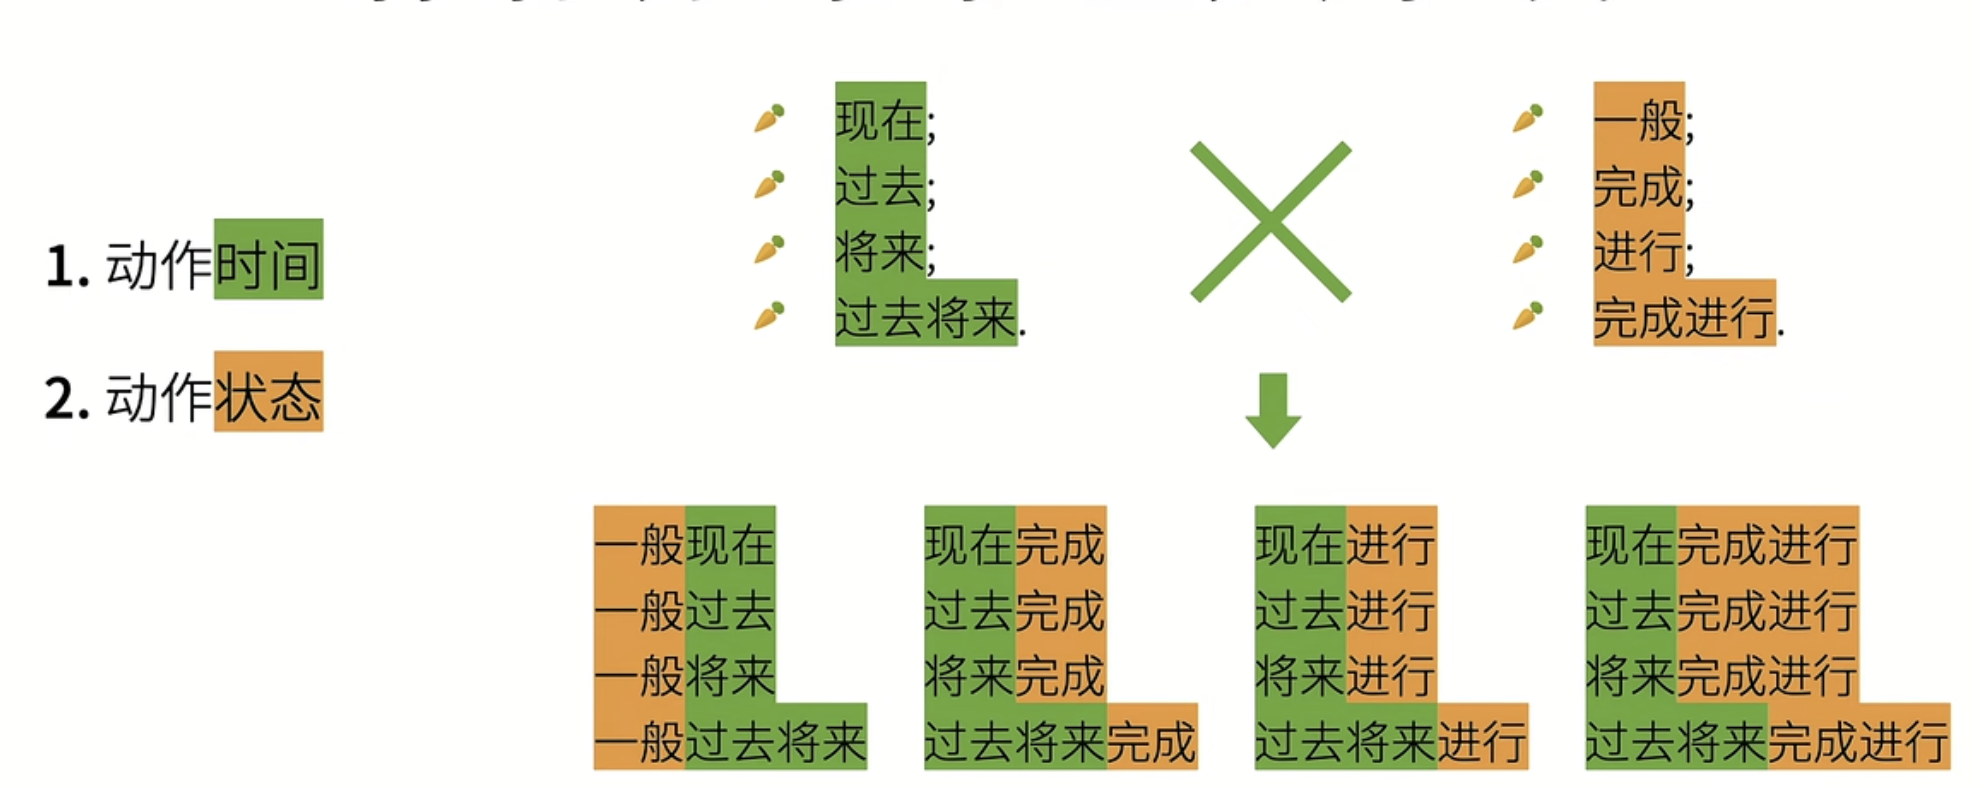 1. 动作时间
2. 动作状态
现在;
过去;
将来;
过去将来.
一般;
完成;
进行;
完成进行.
一般现在
一般过去
一般将来
一般过去将来
现在完成
过去完成
将来完成
过去将来完成
现在进行
过去进行
将来进行
过去将来进行
现在完成进行
过去完成进行
将来完成进行
过去将来完成进行